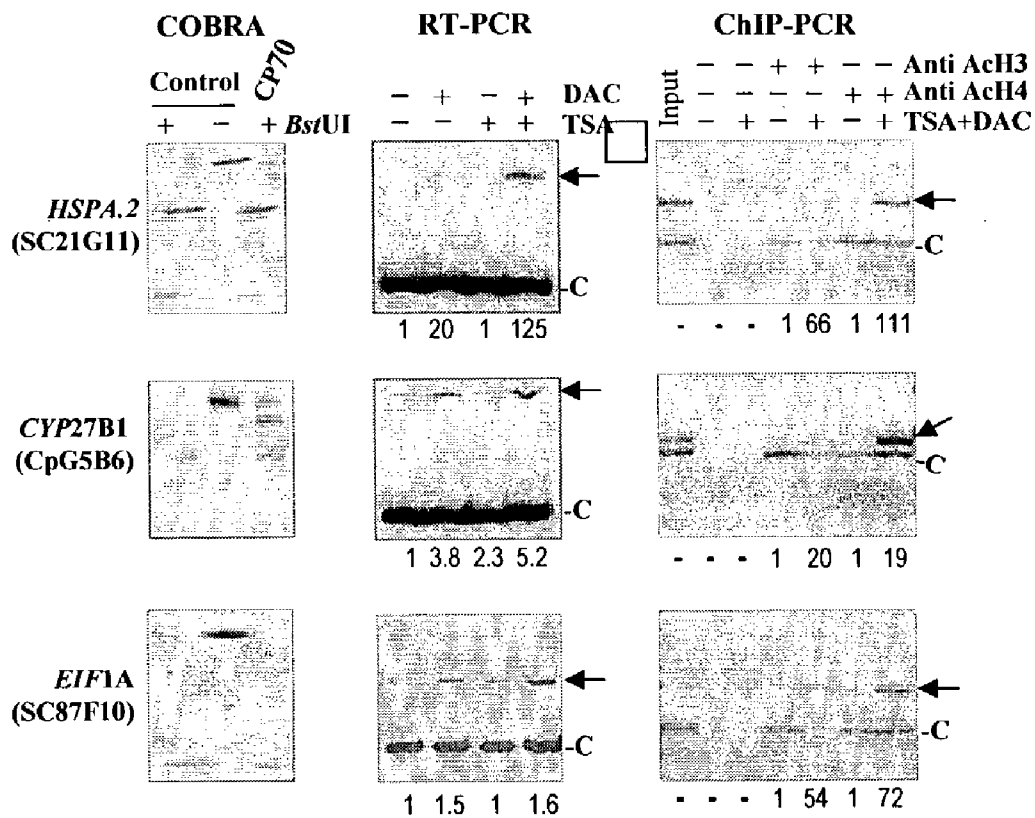 COBRA RT-PCR ChIP-PCR
Control CP70
+ – + BstUI
– + – + DAC
– – + + TSA
Input – – + + – – Anti AcH3
– – – – + + Anti AcH4
– + – + – + TSA+DAC
HSPA.2
(SC21G11)
-C
-C
1 20 1 125
- - - 1 66 1 111
CYP27B1
(CpG5B6)
-C
-C
1 3.8 2.3 5.2
- - - 1 20 1 19
EIF1A
(SC87F10)
-C
-C
1 1.5 1 1.6
- - - 1 54 1 72